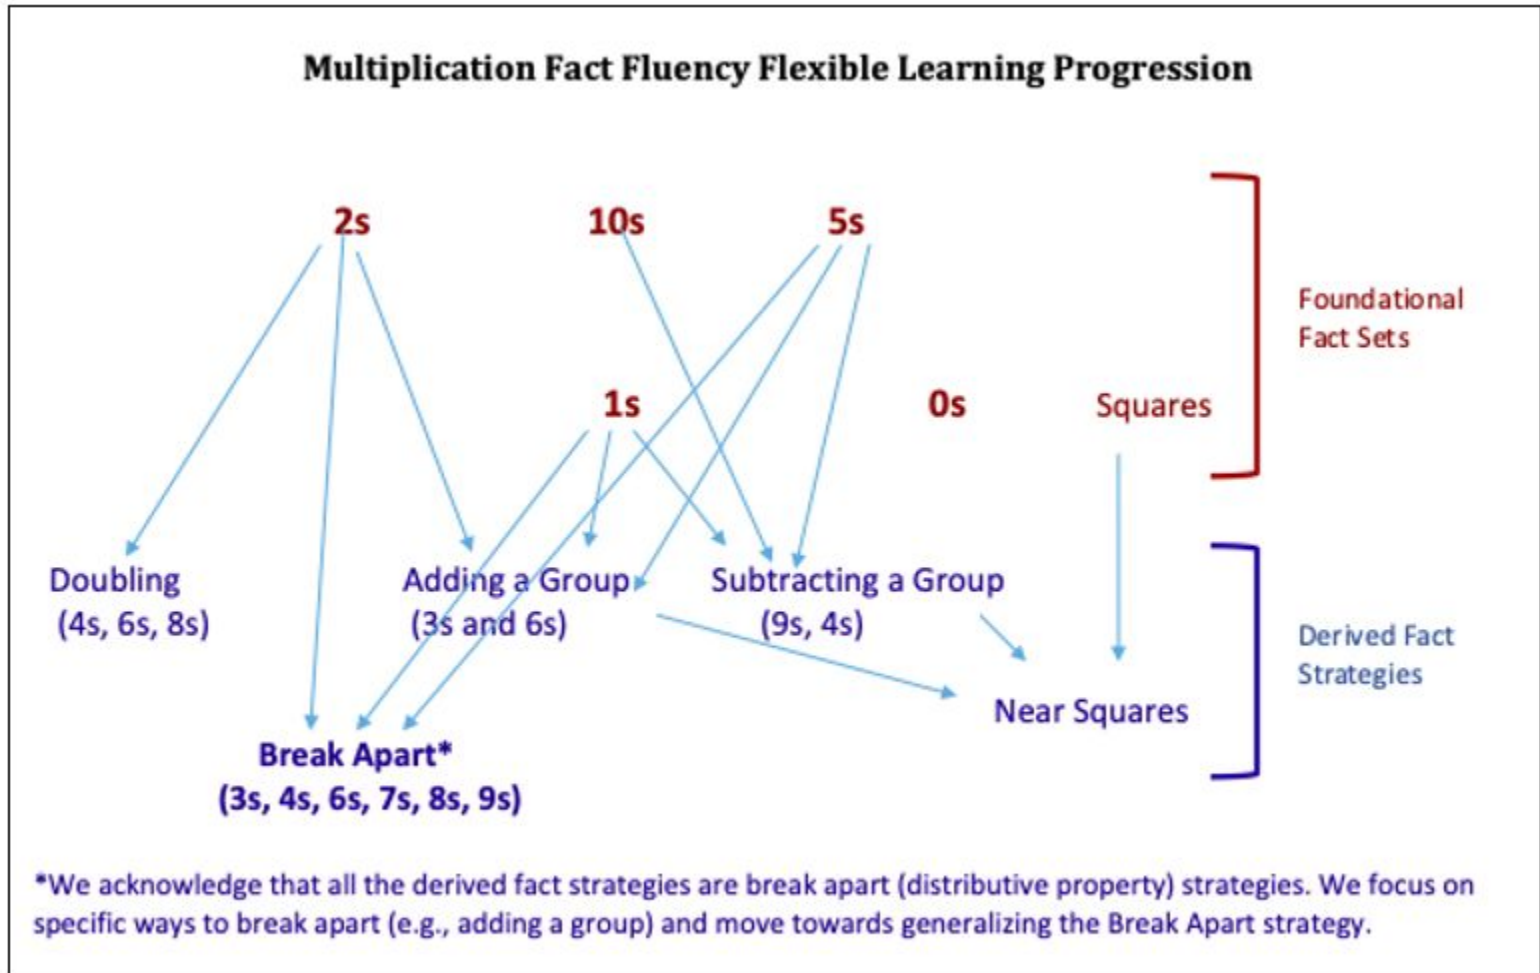 Multiplication Fact Fluency Flexible Learning Progression
2s
10s
5s
Foundational
Fact Sets
1s
0s
Squares
Doubling
(4s, 6s, 8s)
Adding a Group
(3s and 6s)
Subtracting a Group
(9s, 4s)
Derived Fact
Strategies
Near Squares
Break Apart*
(3s, 4s, 6s, 7s, 8s, 9s)
*We acknowledge that all the derived fact strategies are break apart (distributive property) strategies. We focus on
specific ways to break apart (e.g., adding a group) and move towards generalizing the Break Apart strategy.